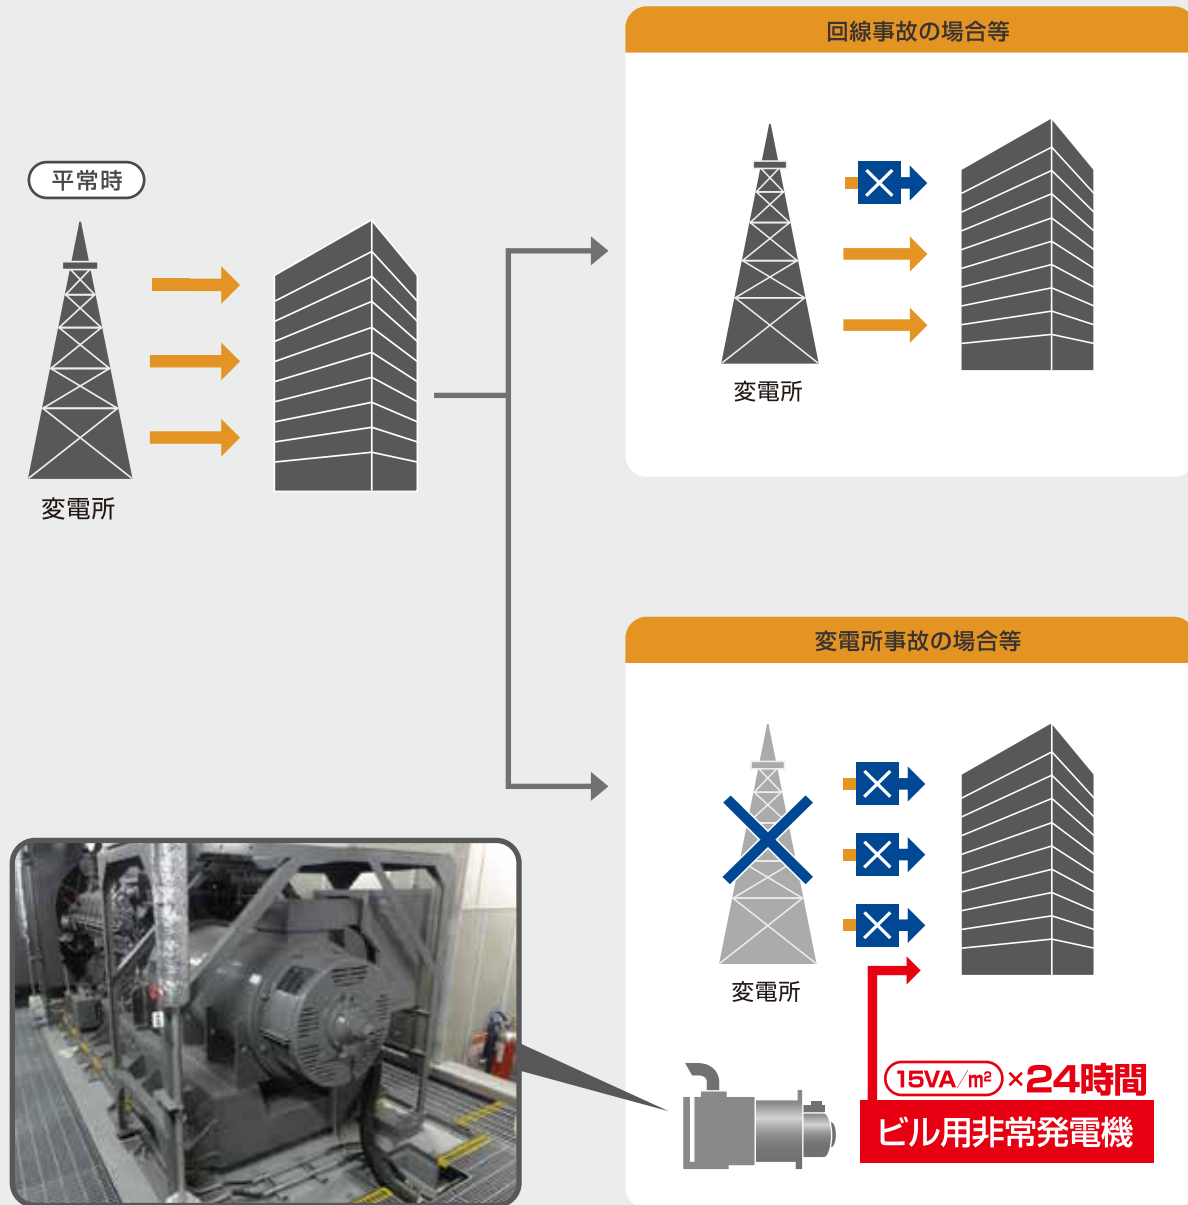 平常時
変電所
回線事故の場合等
変電所
変電所事故の場合等
変電所
15VA/m²×24時間
ビル用非常発電機